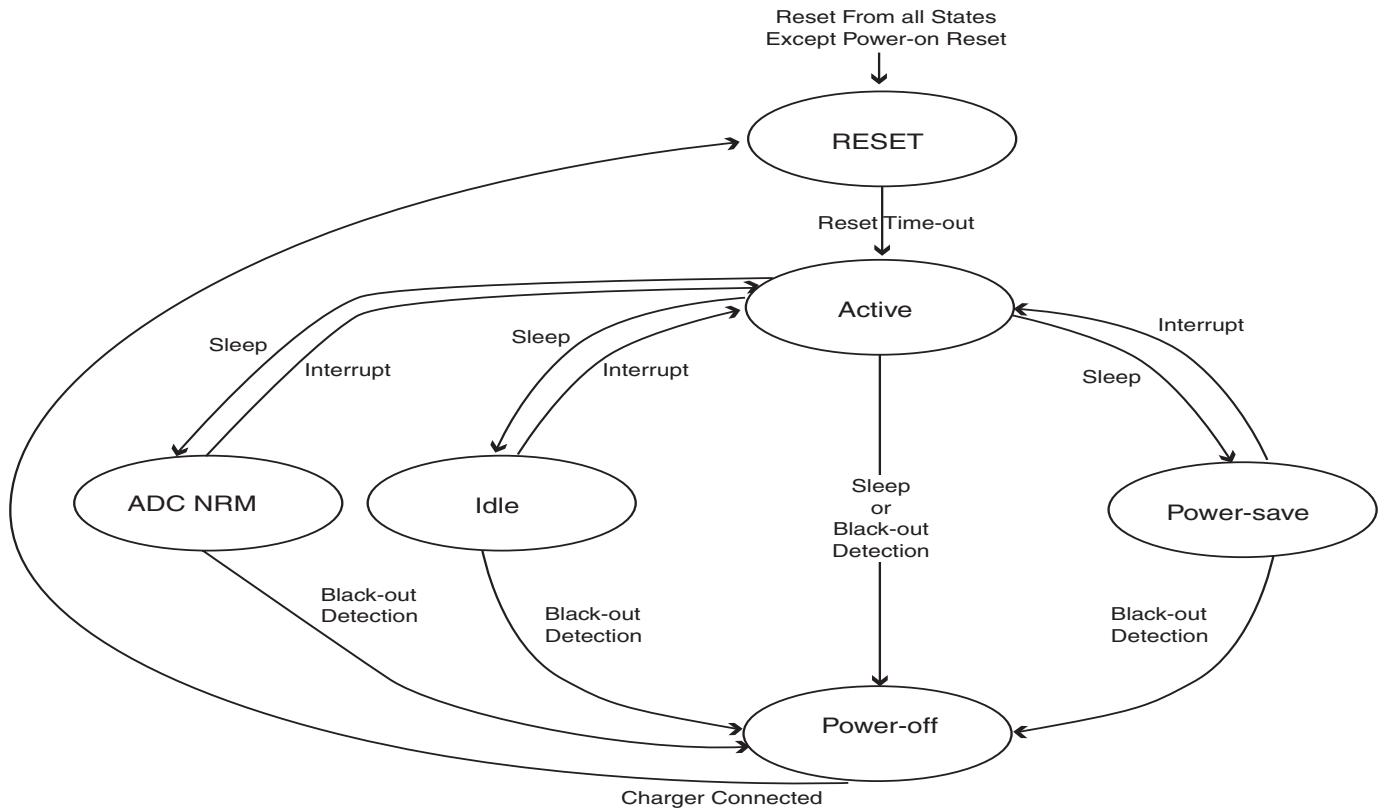 Reset From all States
Except Power-on Reset
RESET
Reset Time-out
Active
Sleep
Interrupt
Sleep
Interrupt
Interrupt
Sleep
ADC NRM
Idle
Sleep
or
Black-out
Detection
Power-save
Black-out
Detection
Black-out
Detection
Black-out
Detection
Power-off
Charger Connected